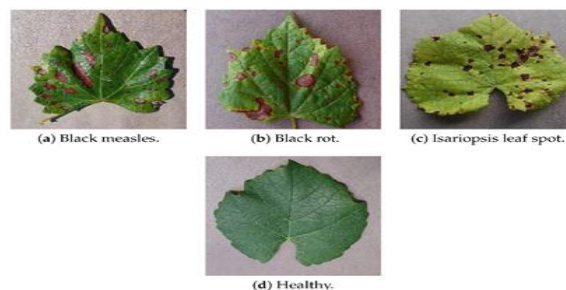 (a) Black measles.
(b) Black rot.
(c) Isariopsis leaf spot.
(d) Healthy.